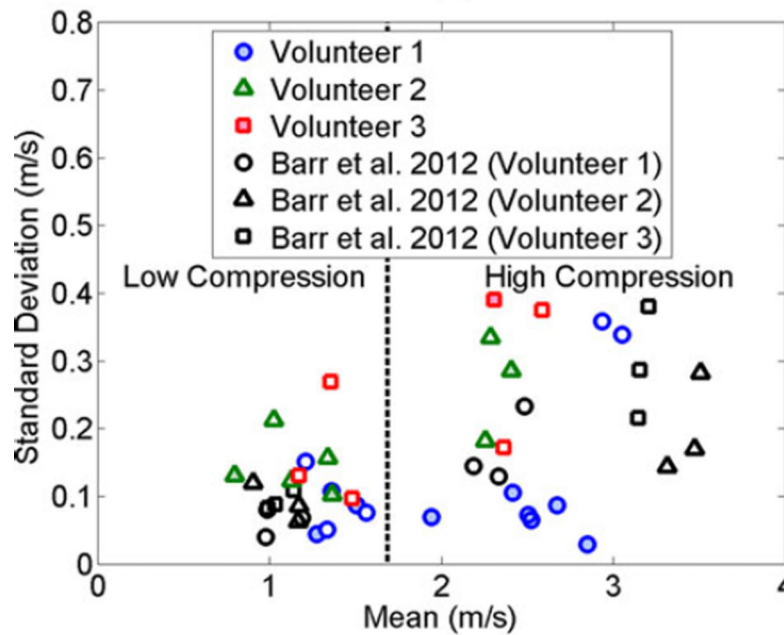 0.8
0.7
0.6
0.5
0.4
0.3
0.2
0.1
0
Standard Deviation (m/s)
Volunteer 1
Volunteer 2
Volunteer 3
Barr et al. 2012 (Volunteer 1)
Barr et al. 2012 (Volunteer 2)
Barr et al. 2012 (Volunteer 3)
Low Compression
High Compression
0 1 2 3 4
Mean (m/s)